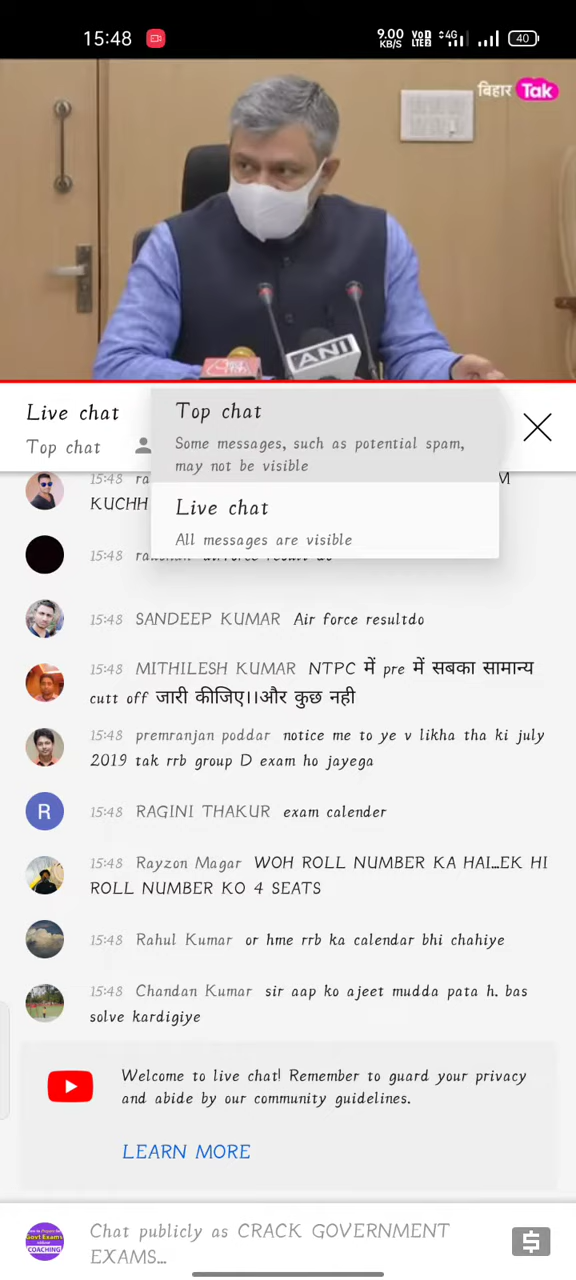 15:48
9.00
KB/S
VoD
LTE2
4G
40
बिहार Tak
ANI
Live chat
Top chat
Top chat
Some messages, such as potential spam,
may not be visible
Live chat
All messages are visible
15:48 ra
M
KUCHH
15:48
15:48 SANDEEP KUMAR Air force resultdo
15:48 MITHILESH KUMAR NTPC में pre में सबका सामान्य
cutt off जारी कीजिए।।और कुछ नही
15:48 premranjan poddar notice me to ye v likha tha ki july
2019 tak rrb group D exam ho jayega
R
15:48 RAGINI THAKUR exam calender
15:48 Rayzon Magar WOH ROLL NUMBER KA HAI...EK HI
ROLL NUMBER KO 4 SEATS
15:48 Rahul Kumar or hme rrb ka calendar bhi chahiye
15:48 Chandan Kumar sir aap ko ajeet mudda pata h. bas
solve kardigiye
Welcome to live chat! Remember to guard your privacy
and abide by our community guidelines.
LEARN MORE
Govt Exams
COACHING
Chat publicly as CRACK GOVERNMENT
EXAMS...